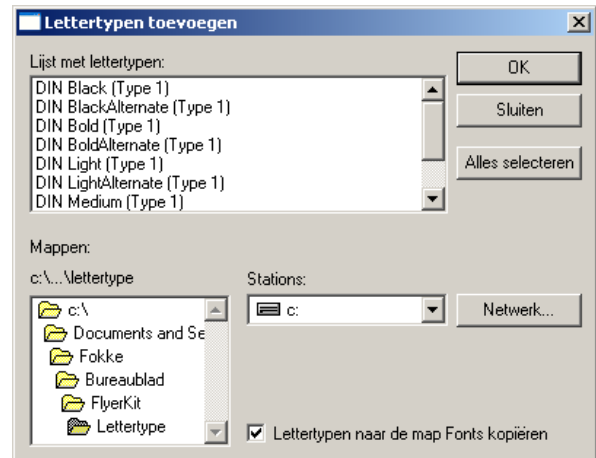 Lettertypen toevoegen
Lijst met lettertypen:
DIN Black (Type 1)
DIN BlackAlternate (Type 1)
DIN Bold (Type 1)
DIN BoldAlternate (Type 1)
DIN Light (Type 1)
DIN LightAlternate (Type 1)
DIN Medium (Type 1)
OK
Sluiten
Alles selecteren
Mappen:
c:\...\lettertype
c:\
Documents and Se
Fokke
Bureaublad
FlyerKit
Lettertype
Stations:
c:
Netwerk...
Lettertypen naar de map Fonts kopiëren